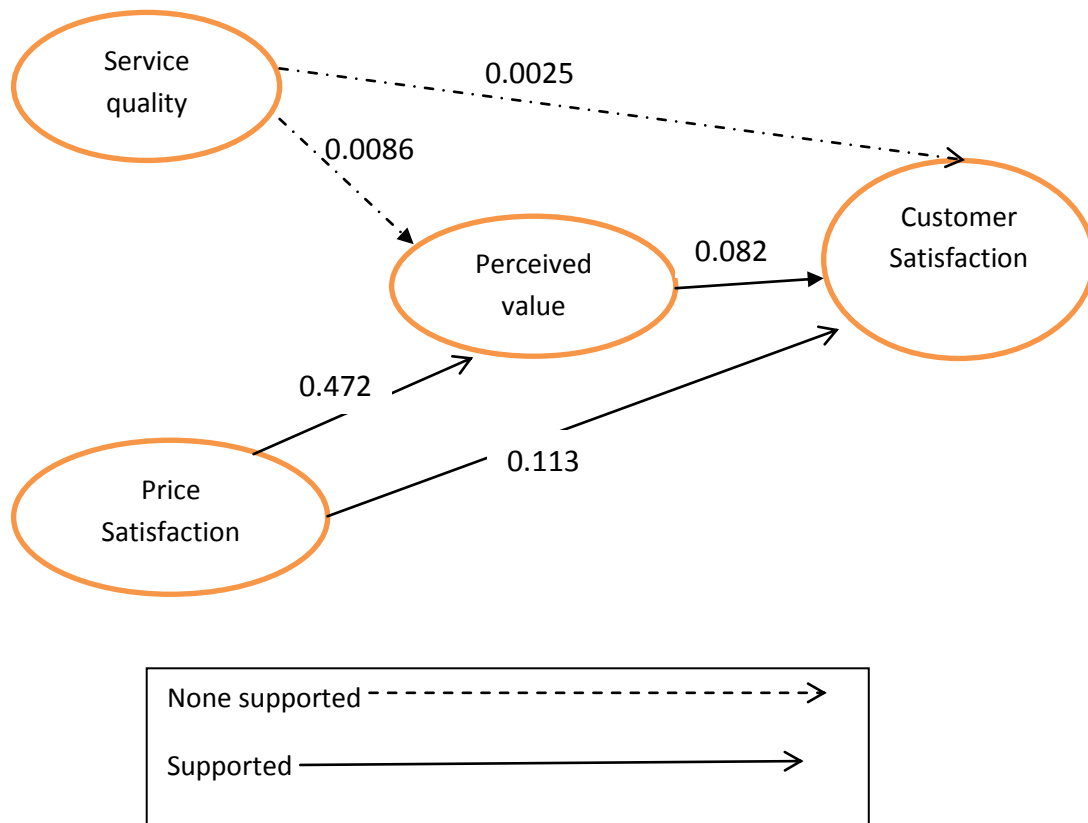 Service
quality
0.0025
0.0086
Customer
Satisfaction
Perceived
value
0.082
0.472
0.113
Price
Satisfaction
None supported
Supported